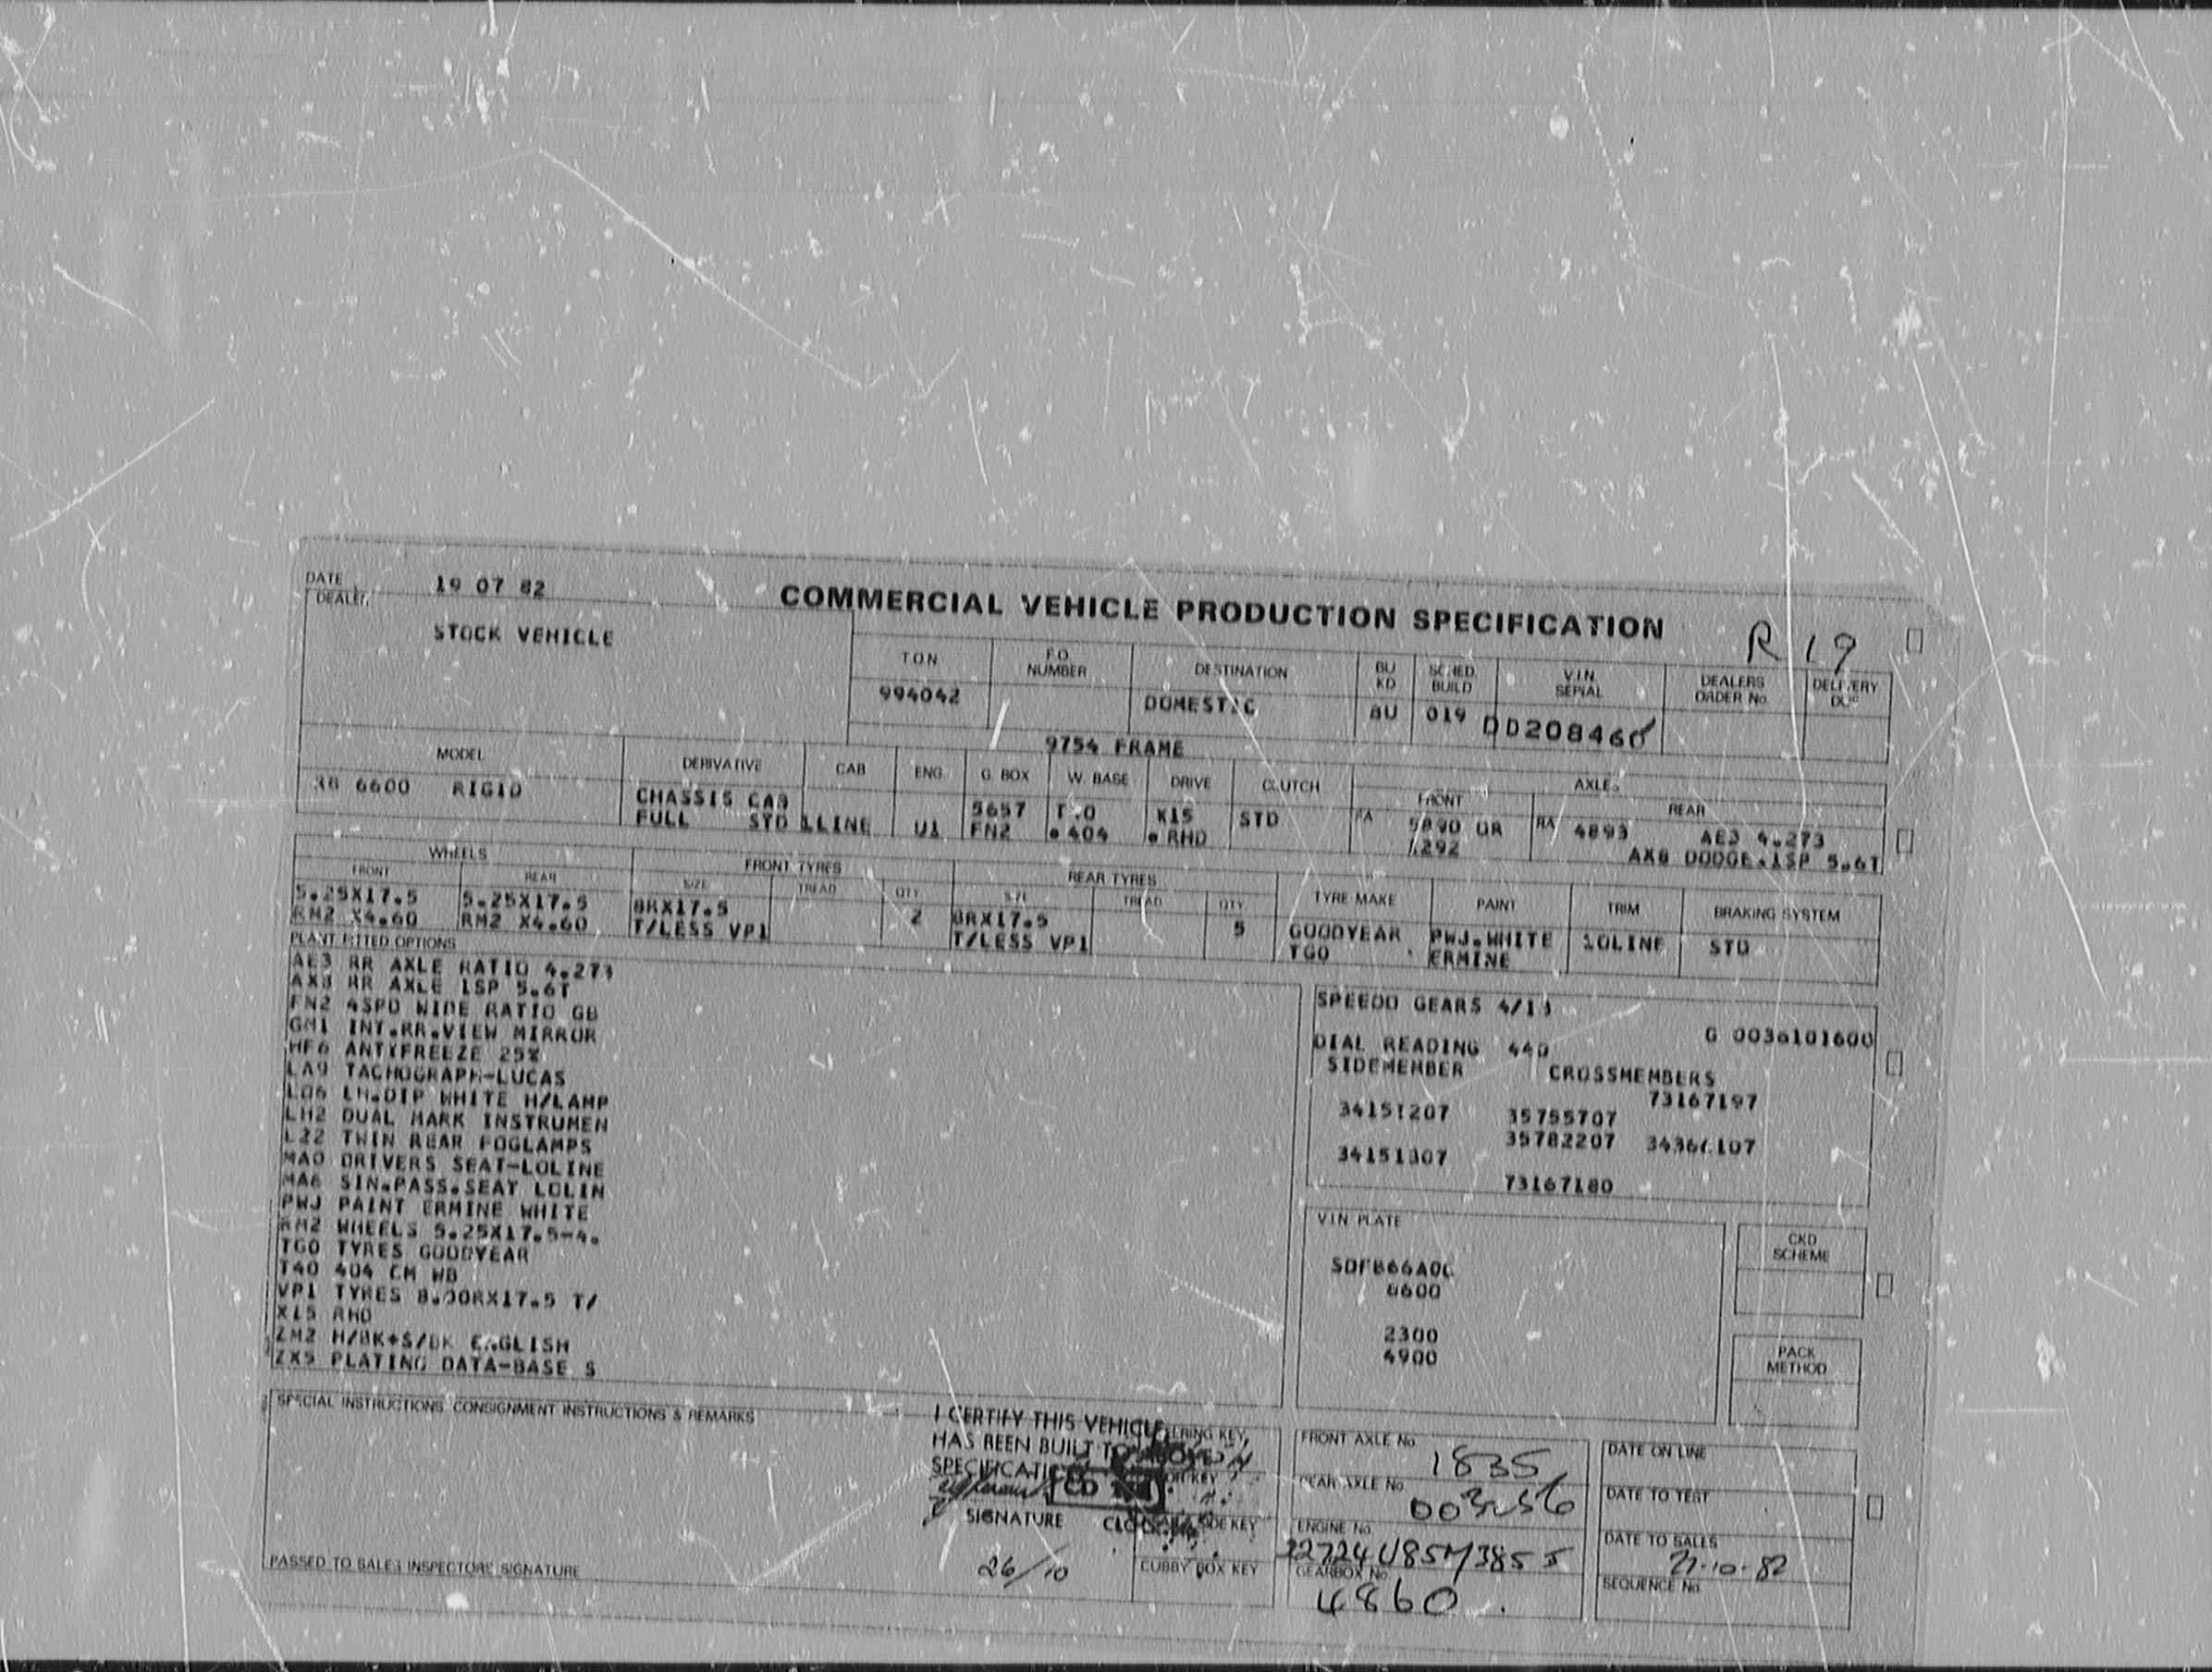 DATE 19 07 82
COMMERCIAL VEHICLE PRODUCTION SPECIFICATION
R 19
DEALER
STOCK VEHICLE
T.O.N. F.O. NUMBER DESTINATION BU KD SCHED. BUILD V.I.N. SERIAL DEALERS ORDER No. DELIVERY DOC
994042 DOMESTIC BU 019 DD208460
9754 FRAME
MODEL DERIVATIVE CAB ENG. G. BOX W. BASE DRIVE CLUTCH AXLES
FRONT REAR
6600 RIGID CHASSIS CAB 5657 X15 STD FA 5890 OR RA 4893 AE3 4.273
FULL STD LLINE U1 FN2 .404 .RHD AX8 DODGE.1SP 5.6T
WHEELS FRONT TYRES REAR TYRES TYRE MAKE PAINT TRIM BRAKING SYSTEM
FRONT REAR SIZE TREAD QTY. SIZE TREAD QTY.
5.25X17.5 5.25X17.5 8RX17.5 2 8RX17.5 5 GOODYEAR PWJ.WHITE LOLINE STD
RM2 X4.60 RM2 X4.60 T/LESS VP1 T/LESS VP1 TGO ERMINE
PLANT FITTED OPTIONS
AE3 RR AXLE RATIO 4.273
AX8 RR AXLE 1SP 5.6T
FN2 4SPD WIDE RATIO GB
GM1 INT.RR.VIEW MIRROR
HF6 ANTIFREEZE 25%
LA9 TACHOGRAPH-LUCAS
LD6 LH.DIP WHITE H/LAMP
LH2 DUAL MARK INSTRUMEN
L22 TWIN REAR FOGLAMPS
MA0 DRIVERS SEAT-LOLINE
MA6 SIN.PASS.SEAT LOLIN
PWJ PAINT ERMINE WHITE
RM2 WHEELS 5.25X17.5-4.
TGO TYRES GOODYEAR
T40 404 CM WB
VP1 TYRES 8.00RX17.5 T/
X15 RHD
ZM2 H/BK+S/BK ENGLISH
ZX5 PLATING DATA-BASE S
SPEEDO GEARS 4/13
G 0036101600
DIAL READING 440
SIDEMEMBER CROSSMEMBERS
73167197
34151207 35755707
35782207
34151307
73167180
V.I.N PLATE
6600
2300
4900
CKD SCHEME
PACK METHOD
SPECIAL INSTRUCTIONS CONSIGNMENT INSTRUCTIONS & REMARKS
I CERTIFY THIS VEHICLE
HAS BEEN BUILT TO
SIGNATURE
26/10
CUBBY BOX KEY
PASSED TO SALES INSPECTORS SIGNATURE
FRONT AXLE No. 1835
REAR AXLE No.
ENGINE No.
GEARBOX No. 4860
DATE ON LINE
DATE TO TEST
DATE TO SALES
SEQUENCE No.